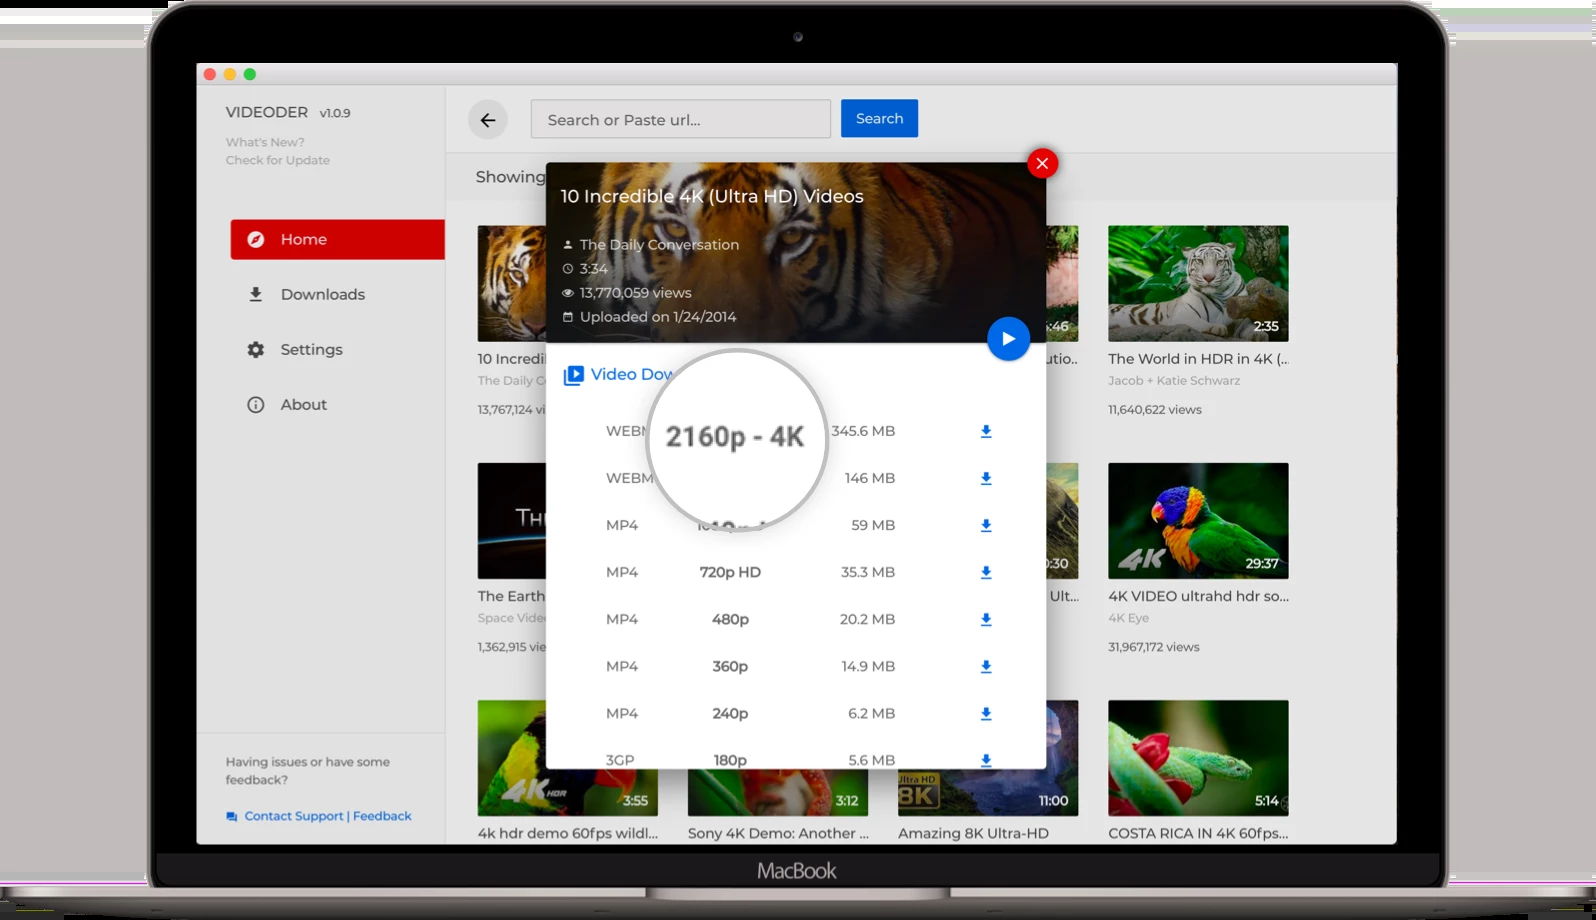 VIDEODER v1.0.9
What's New?
Check for Update
Home
Downloads
Settings
About
Having issues or have some
feedback?
Contact Support | Feedback
Search or Paste url...
Search
Showing
10 Incredible 4K (Ultra HD) Videos
The Daily Conversation
3:34
13,770,059 views
Uploaded on 1/24/2014
Video
2160p - 4K
345.6 MB
WEBM 146 MB
MP4 59 MB
MP4 720p HD 35.3 MB
MP4 480p 20.2 MB
MP4 360p 14.9 MB
MP4 240p 6.2 MB
3GP 180p 5.6 MB
10 Incredi
The Daily C
13,767,124 vi
:46
utio..
2:35
The World in HDR in 4K (..
Jacob + Katie Schwarz
11,640,622 views
TH
The Earth
Space Vide
1,362,915 vie
:30
Ult...
4K
29:37
4K VIDEO ultrahd hdr so...
4K Eye
31,967,172 views
4K HDR
3:55
4k hdr demo 60fps wildl...
3:12
Sony 4K Demo: Another ...
Ultra HD
8K
11:00
Amazing 8K Ultra-HD
5:14
COSTA RICA IN 4K 60fps...
MacBook